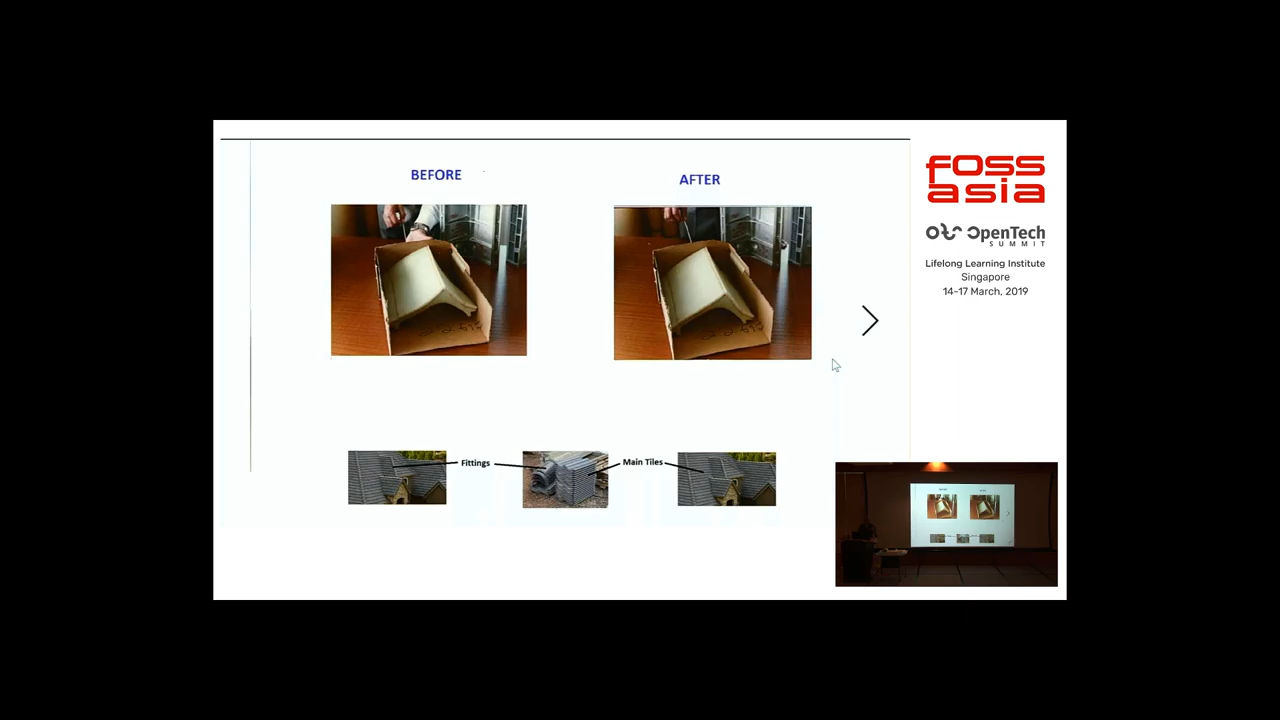 BEFORE
AFTER
Fittings
Main Tiles
foss
asia
OpenTech
SUMMIT
Lifelong Learning Institute
Singapore
14-17 March, 2019